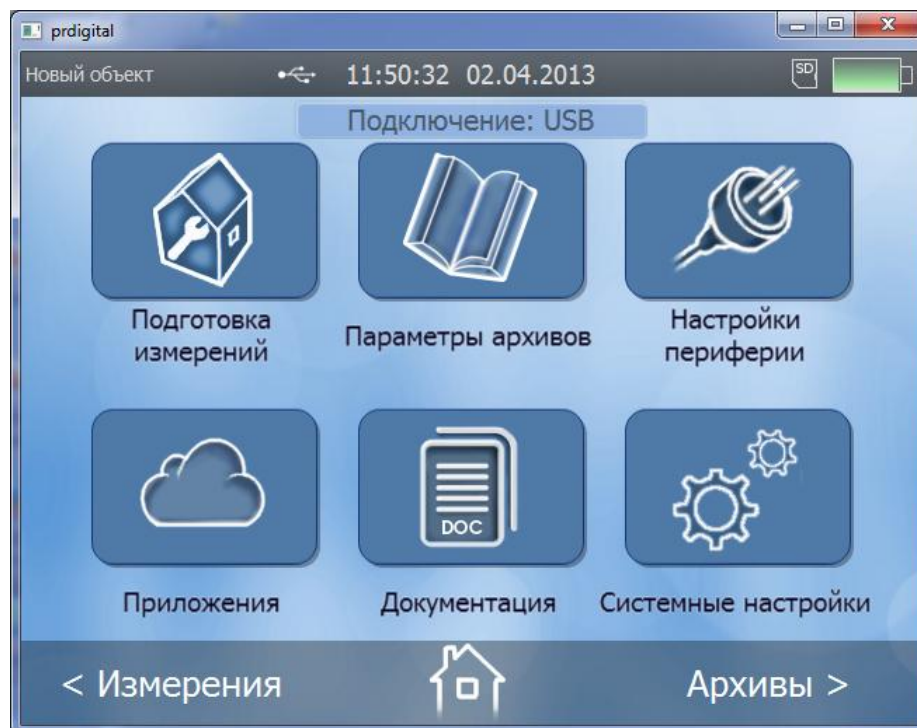 prdigital
Новый объект 11:50:32 02.04.2013 SD
Подключение: USB
Подготовка измерений
Параметры архивов
Настройки периферии
DOC
Приложения
Документация
Системные настройки
< Измерения
Архивы >